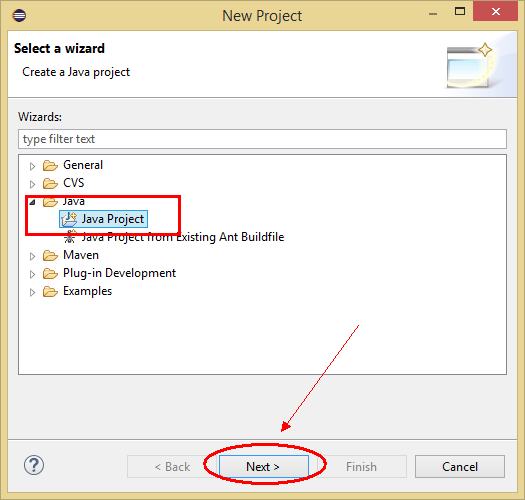 New Project
Select a wizard
Create a Java project
Wizards:
type filter text
General
CVS
Java
Java Project
Java Project from Existing Ant Buildfile
Maven
Plug-in Development
Examples
?
< Back Next > Finish Cancel